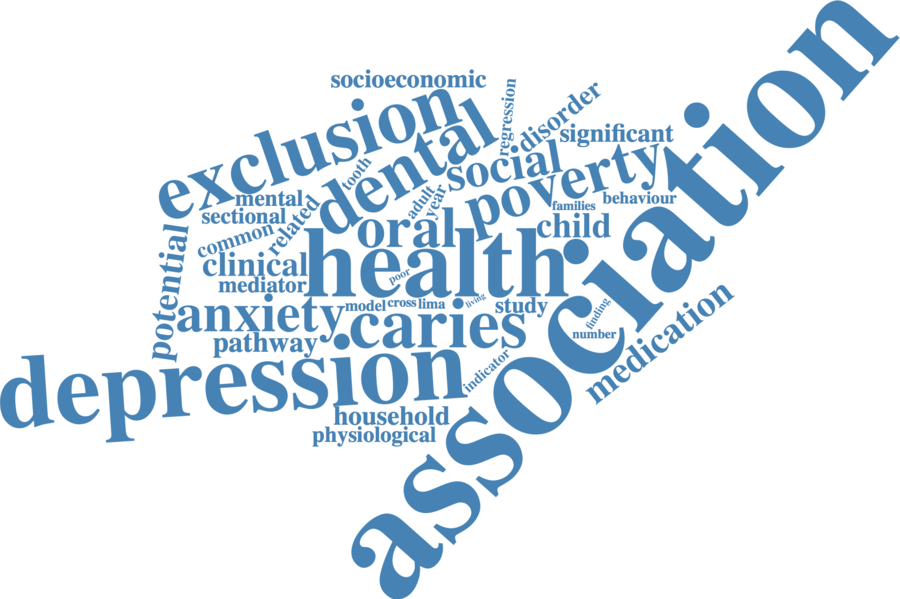 socioeconomic
exclusion
regression
disorder
dental
significant
tooth
social
poverty
association
mental
adult
year
families
behaviour
sectional
related
common
oral
child
potential
clinical
health
poor
mediator
anxiety
model
cross
lima
living
study
finding
number
caries
pathway
medication
depression
indicator
household
physiological